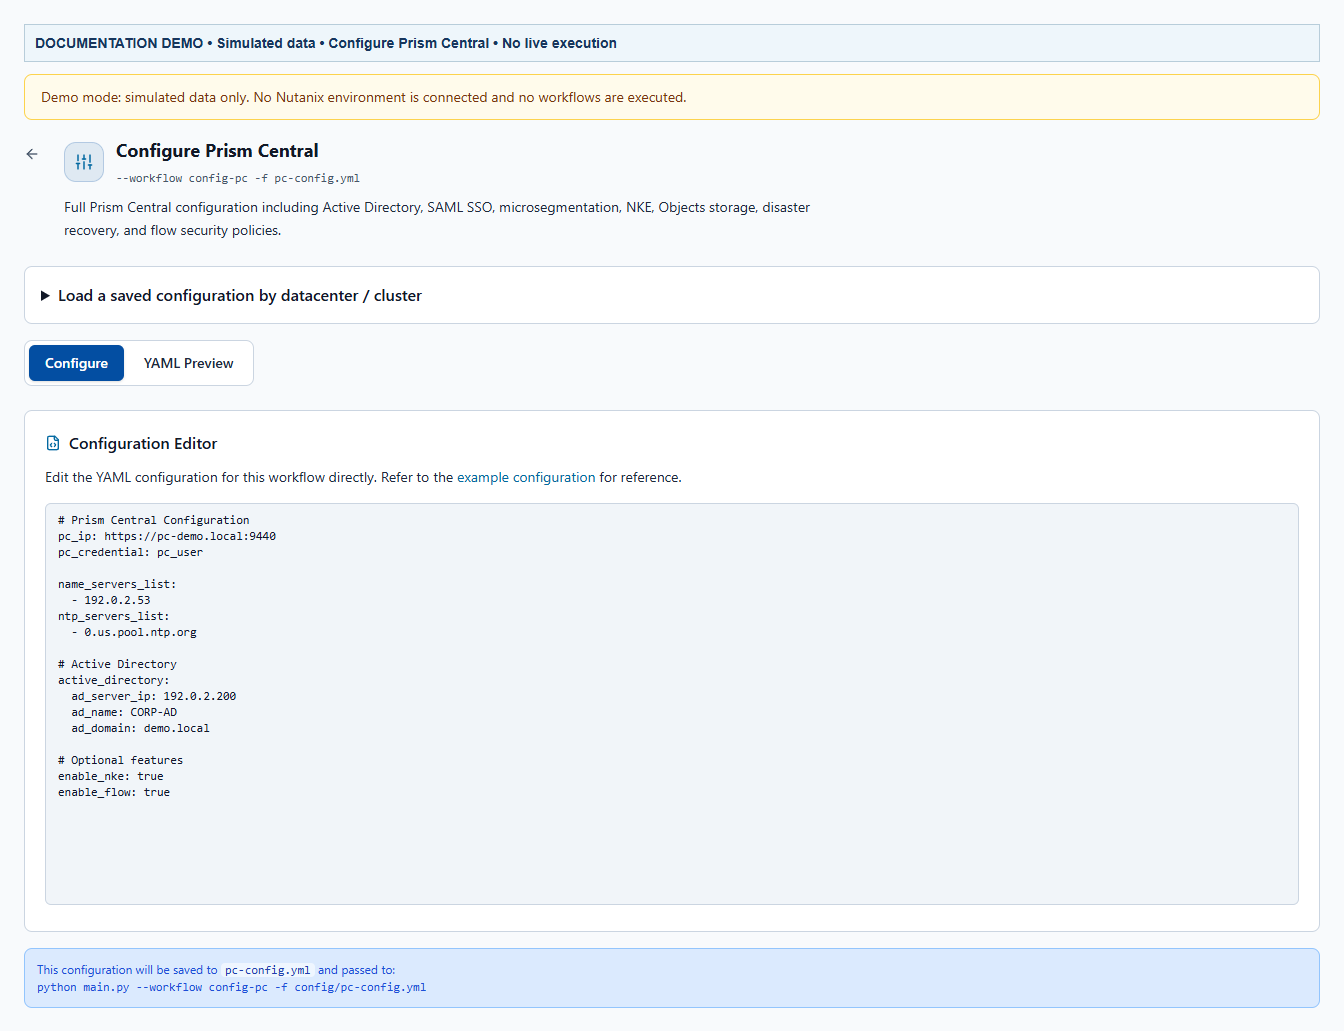 DOCUMENTATION DEMO • Simulated data • Configure Prism Central • No live execution
Demo mode: simulated data only. No Nutanix environment is connected and no workflows are executed.
Configure Prism Central
--workflow config-pc -f pc-config.yml
Full Prism Central configuration including Active Directory, SAML SSO, microsegmentation, NKE, Objects storage, disaster
recovery, and flow security policies.
Load a saved configuration by datacenter / cluster
Configure YAML Preview
Configuration Editor
Edit the YAML configuration for this workflow directly. Refer to the example configuration for reference.
# Prism Central Configuration
pc_ip: https://pc-demo.local:9440
pc_credential: pc_user
name_servers_list:
  - 192.0.2.53
ntp_servers_list:
  - 0.us.pool.ntp.org
# Active Directory
active_directory:
  ad_server_ip: 192.0.2.200
  ad_name: CORP-AD
  ad_domain: demo.local
# Optional features
enable_nke: true
enable_flow: true
This configuration will be saved to pc-config.yml and passed to:
python main.py --workflow config-pc -f config/pc-config.yml